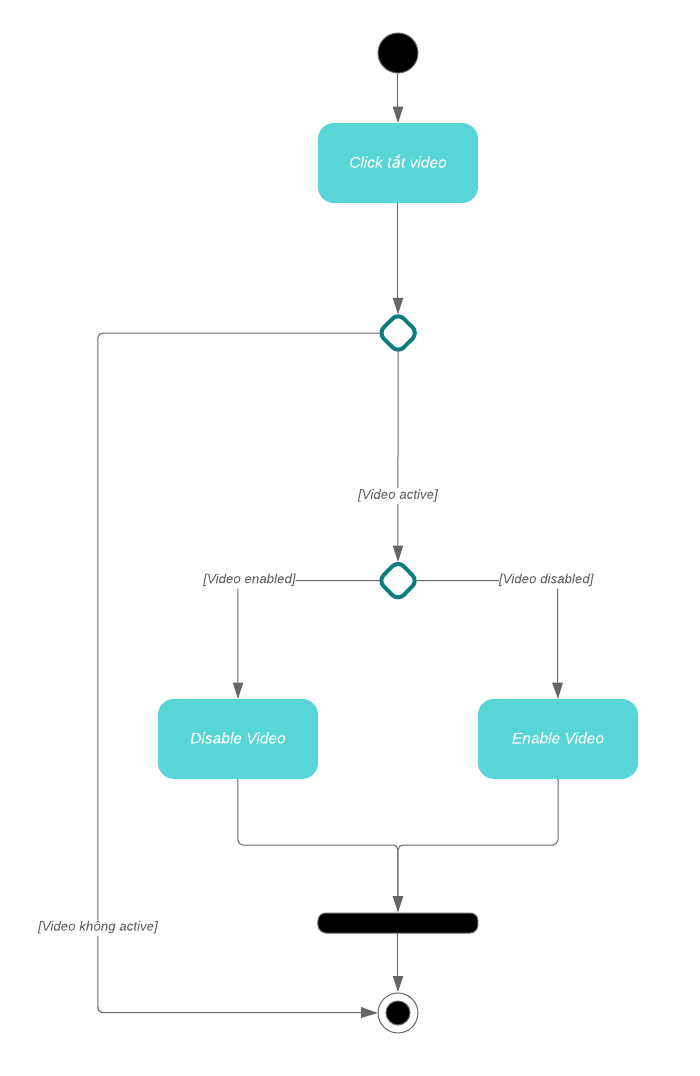 Click tắt video
[Video active]
[Video enabled]
[Video disabled]
Disable Video
Enable Video
[Video không active]